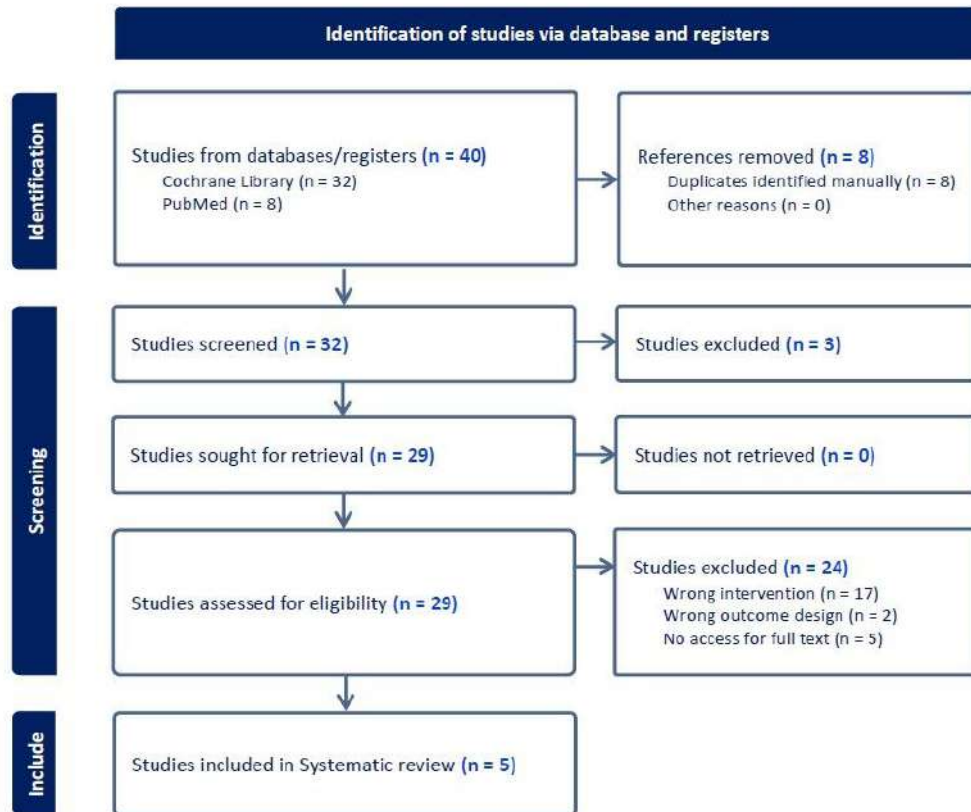 Identification of studies via database and registers
Identification
Studies from databases/registers (n = 40)
Cochrane Library (n = 32)
PubMed (n = 8)
References removed (n = 8)
Duplicates identified manually (n = 8)
Other reasons (n = 0)
Screening
Studies screened (n = 32)
Studies excluded (n = 3)
Studies sought for retrieval (n = 29)
Studies not retrieved (n = 0)
Studies assessed for eligibility (n = 29)
Studies excluded (n = 24)
Wrong intervention (n = 17)
Wrong outcome design (n = 2)
No access for full text (n = 5)
Include
Studies included in Systematic review (n = 5)